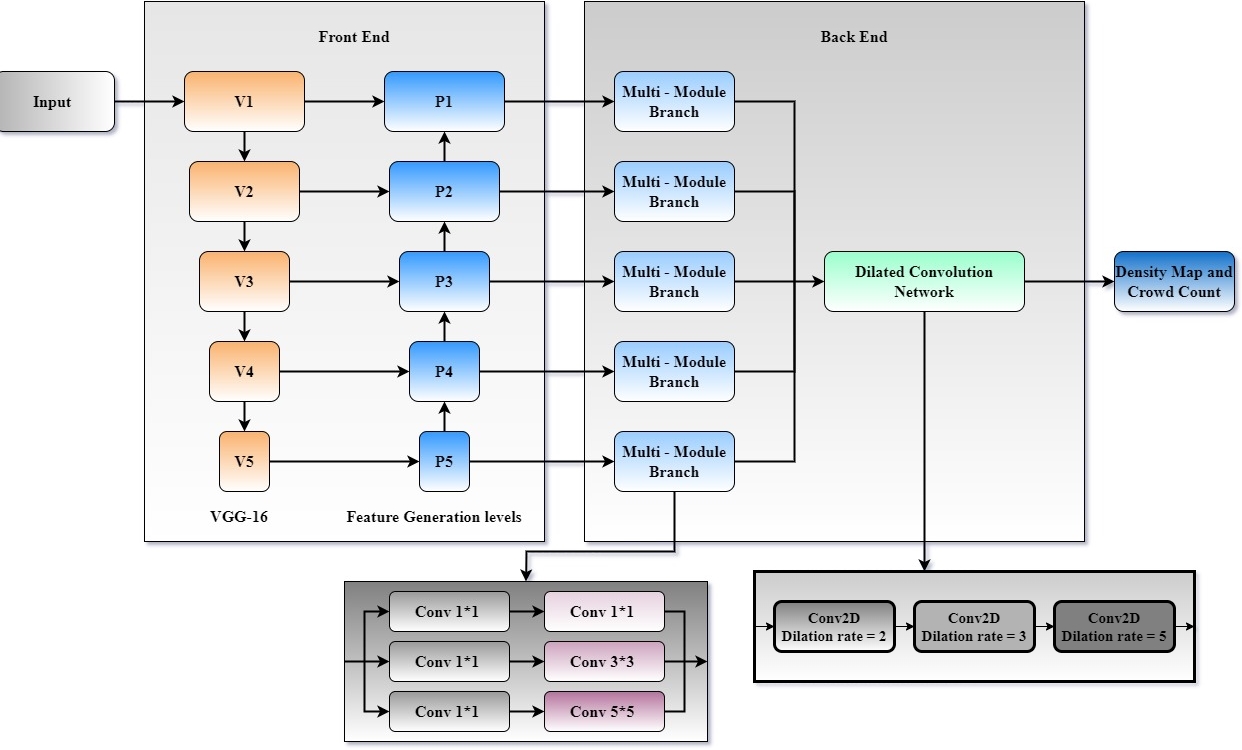 Front End
Back End
Input
V1
P1
Multi - Module
Branch
V2
P2
Multi - Module
Branch
V3
P3
Multi - Module
Branch
Dilated Convolution
Network
Density Map and
Crowd Count
V4
P4
Multi - Module
Branch
V5
P5
Multi - Module
Branch
VGG-16
Feature Generation levels
Conv 1*1
Conv 1*1
Conv 1*1
Conv 3*3
Conv 1*1
Conv 5*5
Conv2D
Dilation rate = 2
Conv2D
Dilation rate = 3
Conv2D
Dilation rate = 5